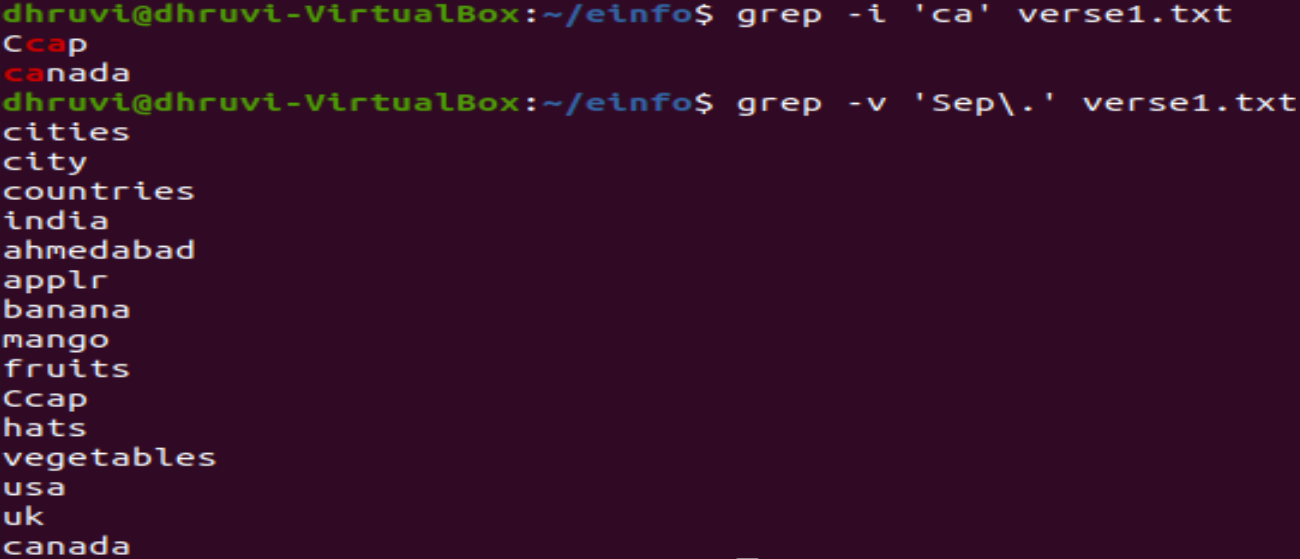 dhruvi@dhruvi-VirtualBox:~/einfo$ grep -i 'ca' verse1.txt
Ccap
canada
dhruvi@dhruvi-VirtualBox:~/einfo$ grep -v 'Sep\.' verse1.txt
cities
city
countries
india
ahmedabad
applr
banana
mango
fruits
Ccap
hats
vegetables
usa
uk
canada